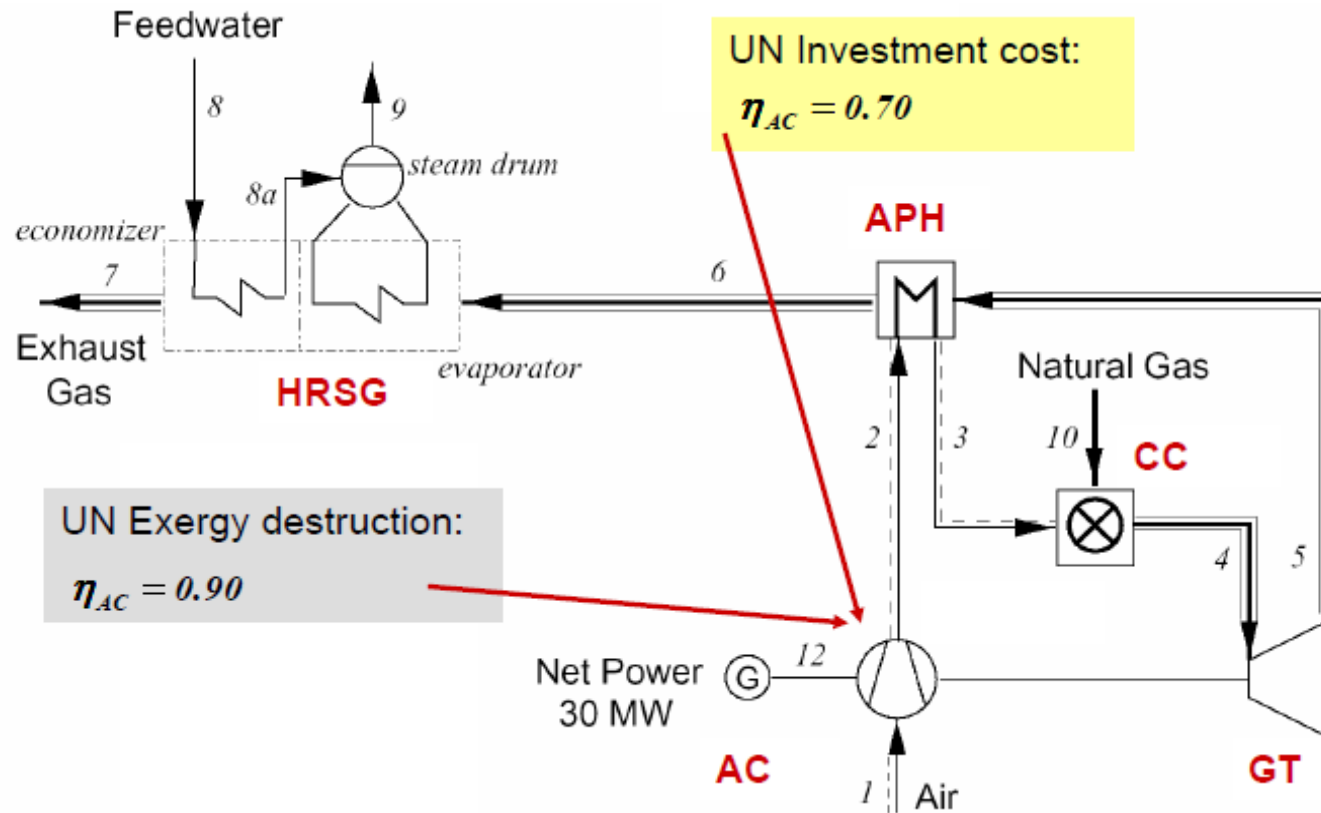 Feedwater
UN Investment cost:
η_AC = 0.70
8
9
steam drum
8a
APH
economizer
7
6
Exhaust
Gas
evaporator
HRSG
Natural Gas
2
3
10
CC
UN Exergy destruction:
η_AC = 0.90
4
5
Net Power
30 MW
G
12
AC
GT
1
Air